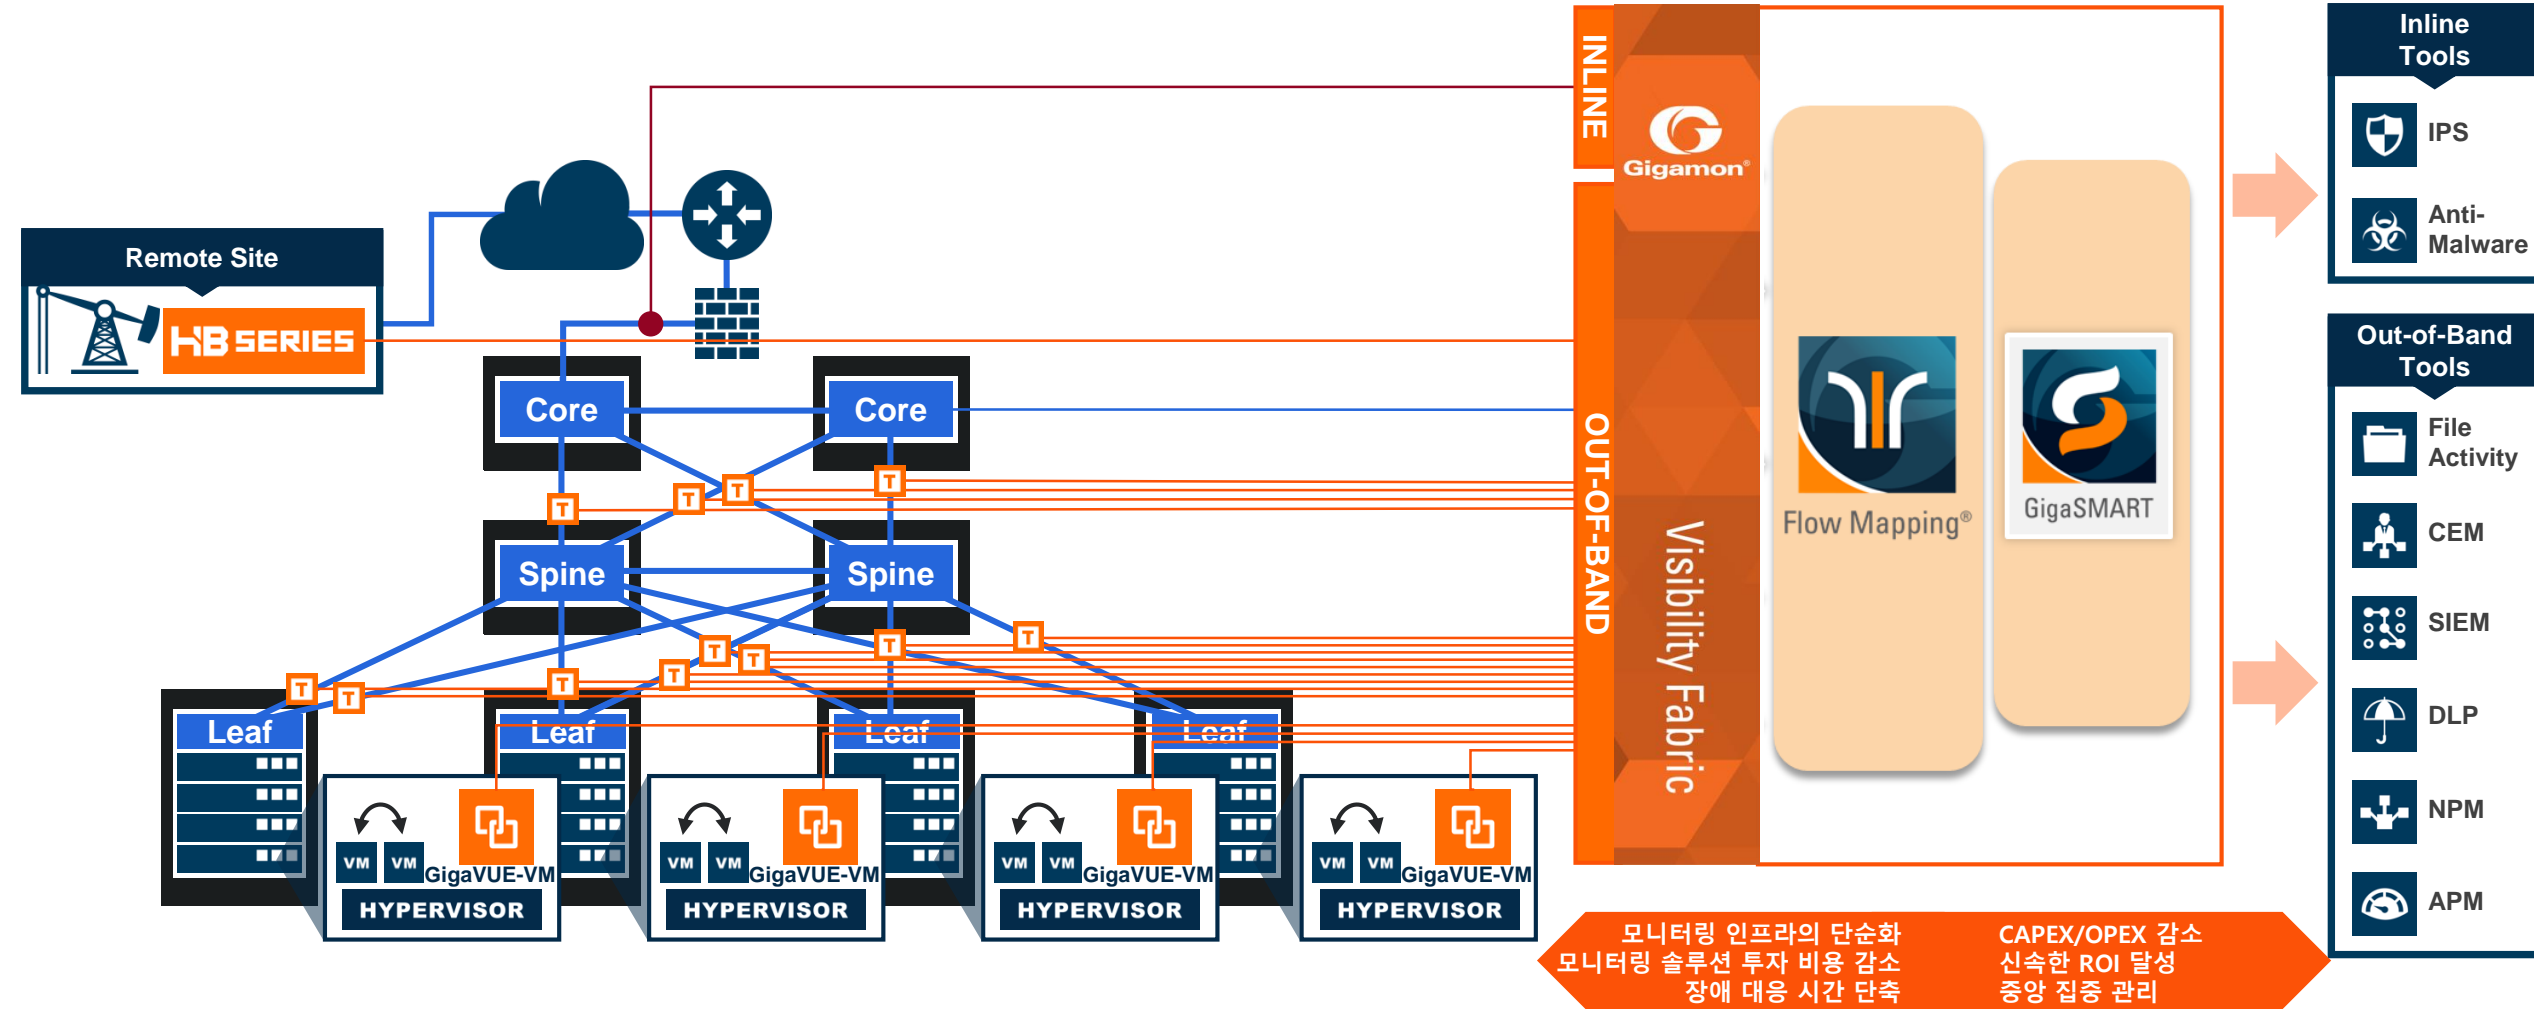 Remote Site
HB SERIES
Core
Core
T
T
T
T
Spine
Spine
T
T
T
T
T
T
T
T
Leaf
Leaf
Leaf
Leaf
VM
VM
GigaVUE-VM
HYPERVISOR
VM
VM
GigaVUE-VM
HYPERVISOR
VM
VM
GigaVUE-VM
HYPERVISOR
VM
VM
GigaVUE-VM
HYPERVISOR
INLINE
OUT-OF-BAND
Gigamon®
Visibility Fabric
Flow Mapping®
GigaSMART
Inline
Tools
IPS
Anti-
Malware
Out-of-Band
Tools
File
Activity
CEM
SIEM
DLP
NPM
APM
모니터링 인프라의 단순화
모니터링 솔루션 투자 비용 감소
장애 대응 시간 단축
CAPEX/OPEX 감소
신속한 ROI 달성
중앙 집중 관리